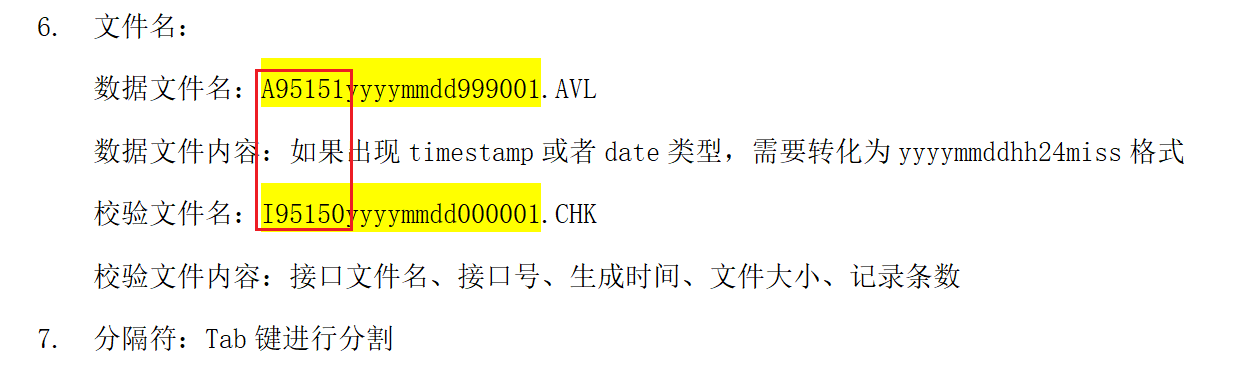 6. 文件名：
数据文件名：A95151yyyymmdd999001.AVL
数据文件内容：如果出现 timestamp 或者 date 类型，需要转化为 yyyymmddhh24miss 格式
校验文件名：I95150yyyymmdd000001.CHK
校验文件内容：接口文件名、接口号、生成时间、文件大小、记录条数
7. 分隔符：Tab 键进行分割